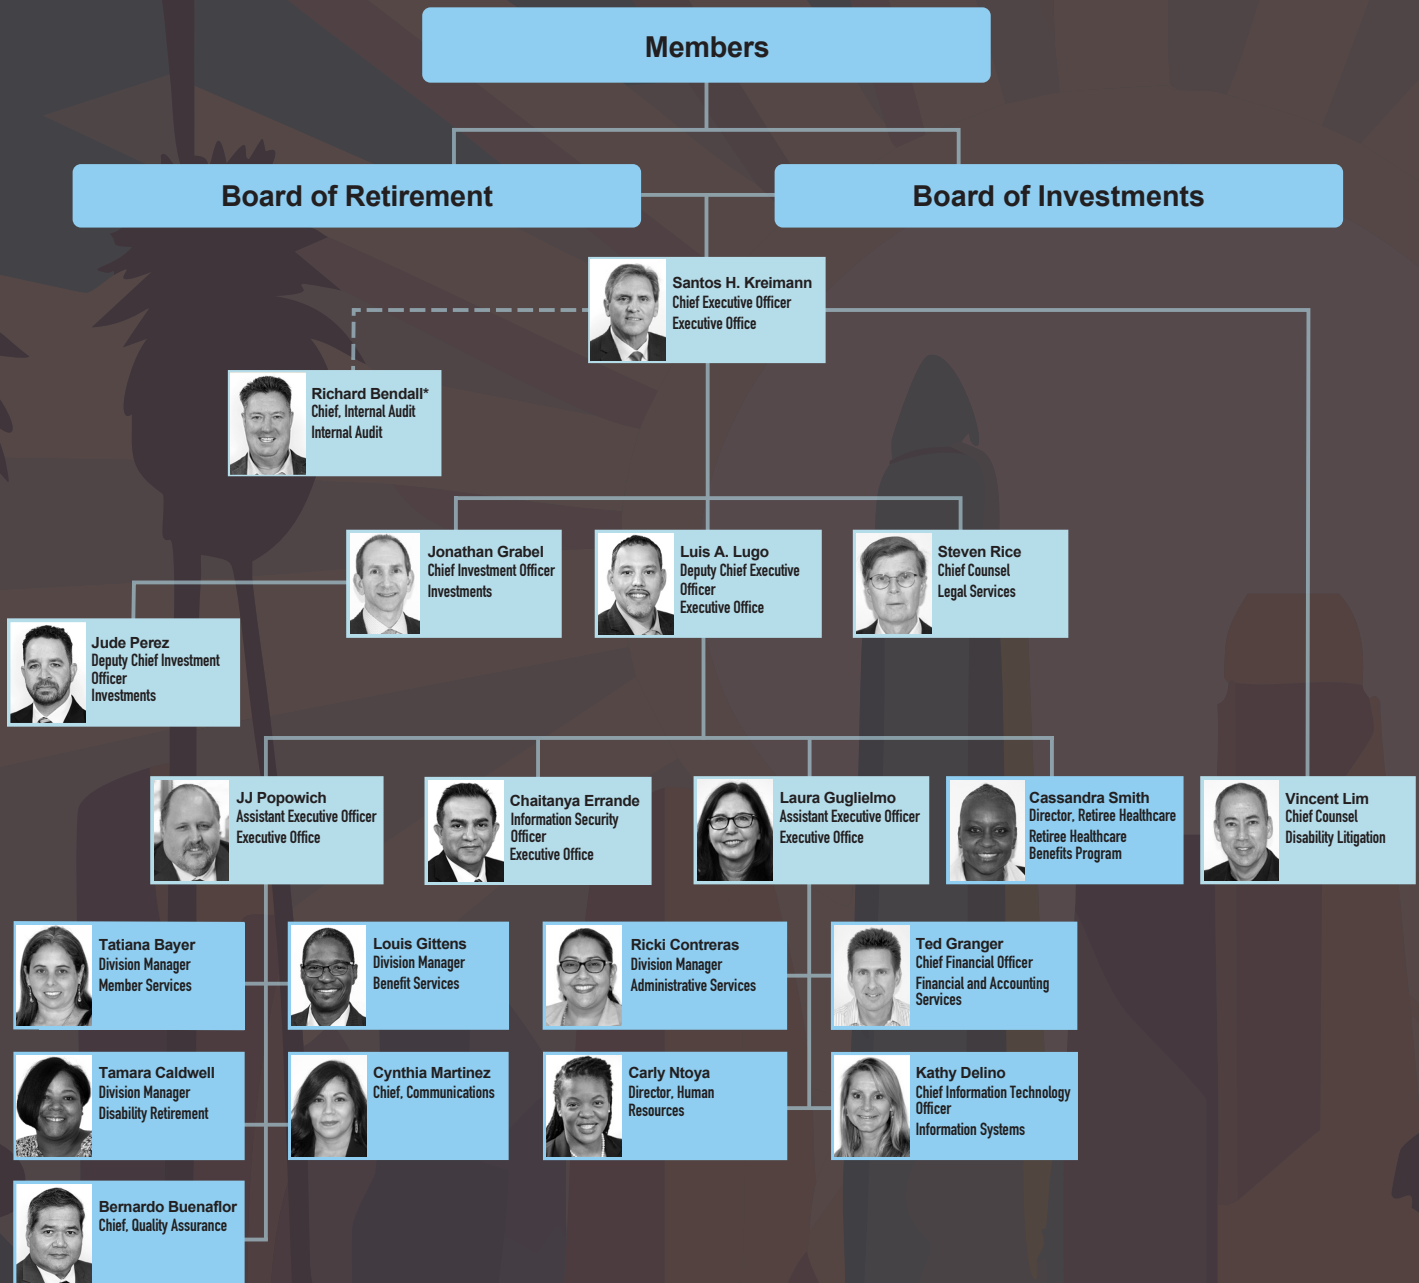 Members
Board of Retirement
Board of Investments
Santos H. Kreimann
Chief Executive Officer
Executive Office
Richard Bendall*
Chief, Internal Audit
Internal Audit
Jonathan Grabel
Chief Investment Officer
Investments
Luis A. Lugo
Deputy Chief Executive
Officer
Executive Office
Steven Rice
Chief Counsel
Legal Services
Jude Perez
Deputy Chief Investment
Officer
Investments
JJ Popowich
Assistant Executive Officer
Executive Office
Chaitanya Errande
Information Security
Officer
Executive Office
Laura Guglielmo
Assistant Executive Officer
Executive Office
Cassandra Smith
Director, Retiree Healthcare
Retiree Healthcare
Benefits Program
Vincent Lim
Chief Counsel
Disability Litigation
Tatiana Bayer
Division Manager
Member Services
Louis Gittens
Division Manager
Benefit Services
Ricki Contreras
Division Manager
Administrative Services
Ted Granger
Chief Financial Officer
Financial and Accounting
Services
Tamara Caldwell
Division Manager
Disability Retirement
Cynthia Martinez
Chief, Communications
Carly Ntoya
Director, Human
Resources
Kathy Delino
Chief Information Technology
Officer
Information Systems
Bernardo Buenaflor
Chief, Quality Assurance